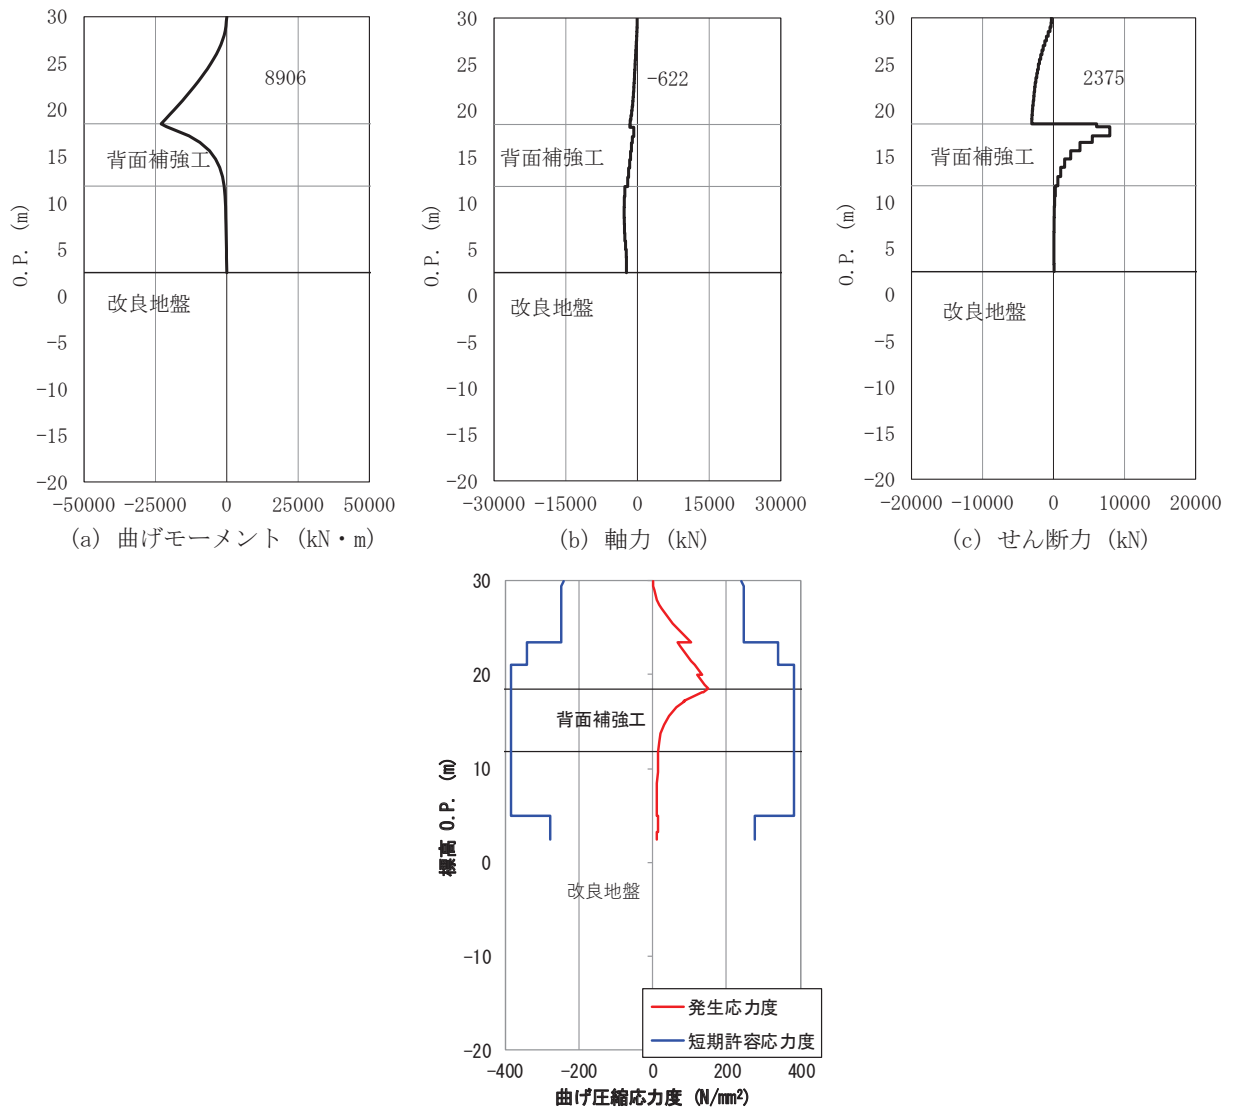 30
25
20
15
10
5
0
-5
-10
-15
-20
O.P. (m)
8906
背面補強工
改良地盤
-50000 -25000 0 25000 50000
(a) 曲げモーメント (kN・m)
30
25
20
15
10
5
0
-5
-10
-15
-20
O.P. (m)
-622
背面補強工
改良地盤
-30000 -15000 0 15000 30000
(b) 軸力 (kN)
30
25
20
15
10
5
0
-5
-10
-15
-20
O.P. (m)
2375
背面補強工
改良地盤
-20000 -10000 0 10000 20000
(c) せん断力 (kN)
30
20
10
0
-10
-20
標高 O.P. (m)
背面補強工
改良地盤
発生応力度
短期許容応力度
-400 -200 0 200 400
曲げ圧縮応力度 (N/mm²)